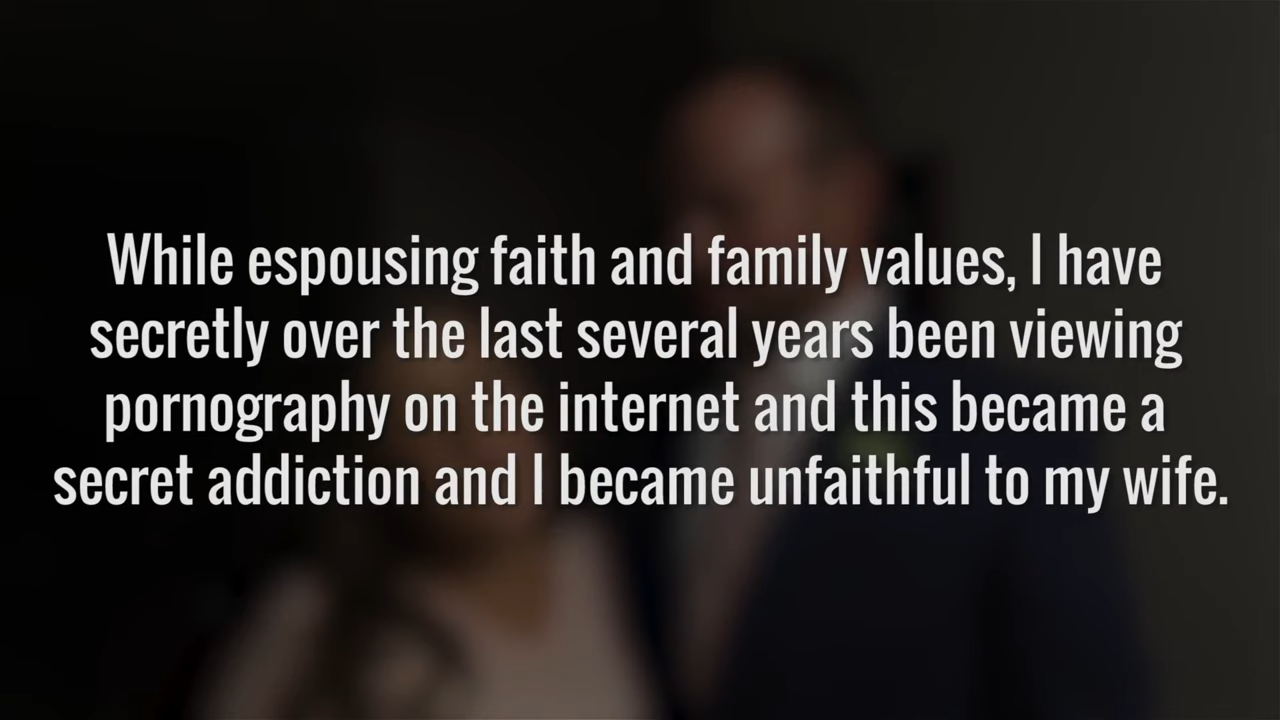 While espousing faith and family values, I have
secretly over the last several years been viewing
pornography on the internet and this became a
secret addiction and I became unfaithful to my wife.